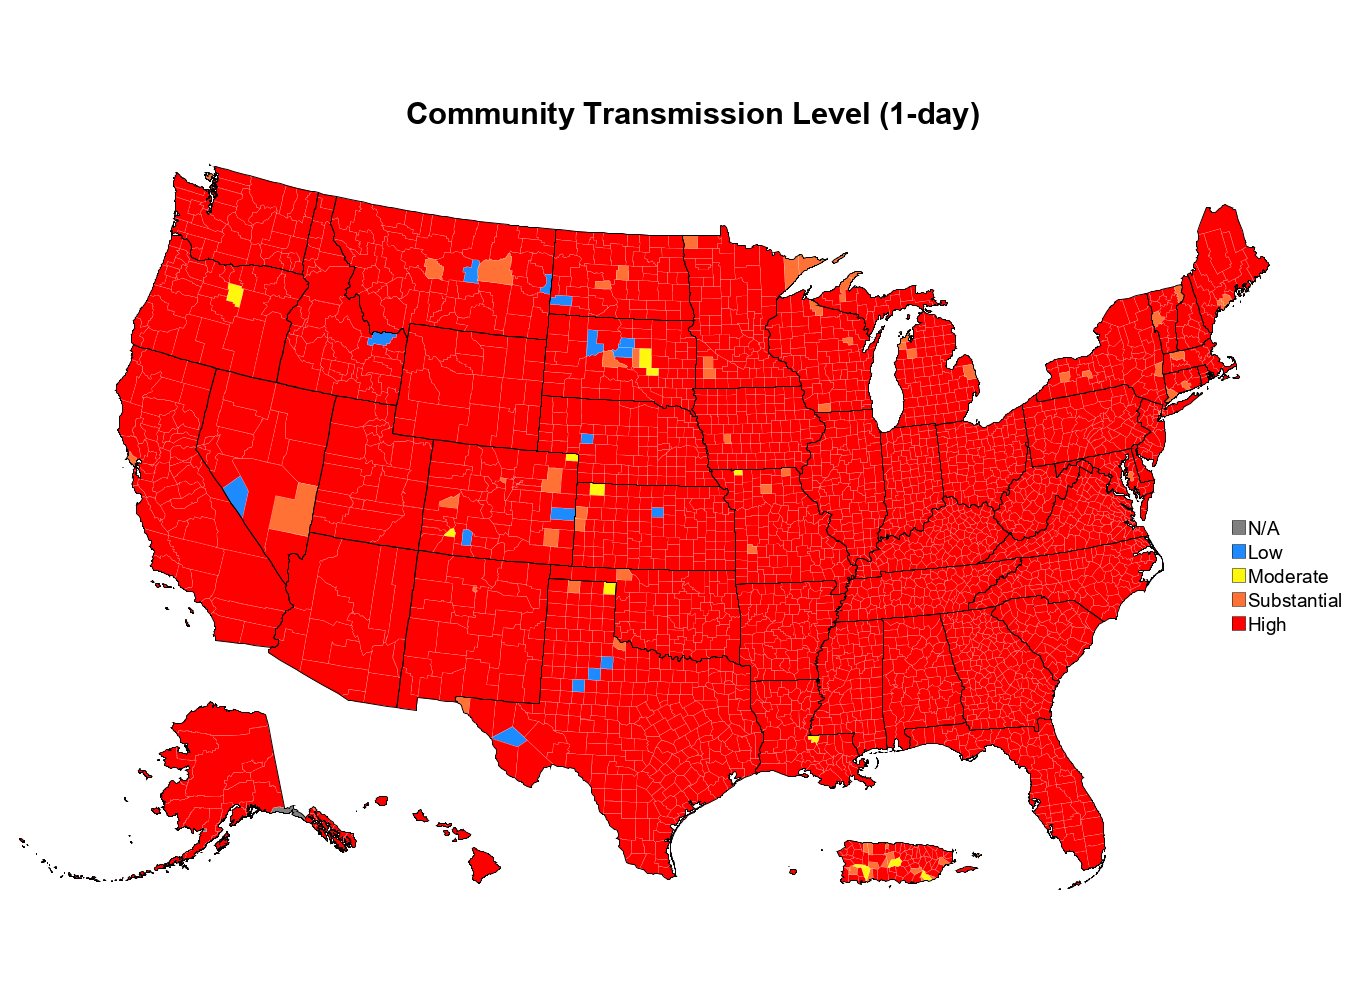 Community Transmission Level (1-day)
N/A
Low
Moderate
Substantial
High